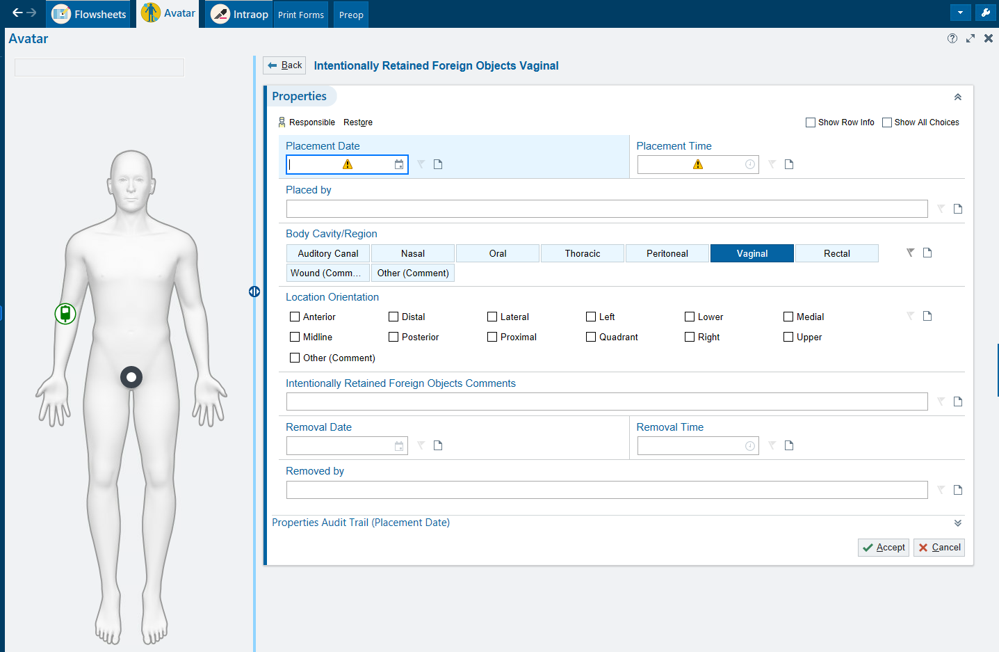 Flowsheets Avatar Intraop Print Forms Preop
Avatar
Back Intentionally Retained Foreign Objects Vaginal
Properties
Responsible Restore Show Row Info Show All Choices
Placement Date Placement Time
Placed by
Body Cavity/Region
Auditory Canal Nasal Oral Thoracic Peritoneal Vaginal Rectal
Wound (Comm... Other (Comment)
Location Orientation
Anterior Distal Lateral Left Lower Medial
Midline Posterior Proximal Quadrant Right Upper
Other (Comment)
Intentionally Retained Foreign Objects Comments
Removal Date Removal Time
Removed by
Properties Audit Trail (Placement Date)
Accept Cancel